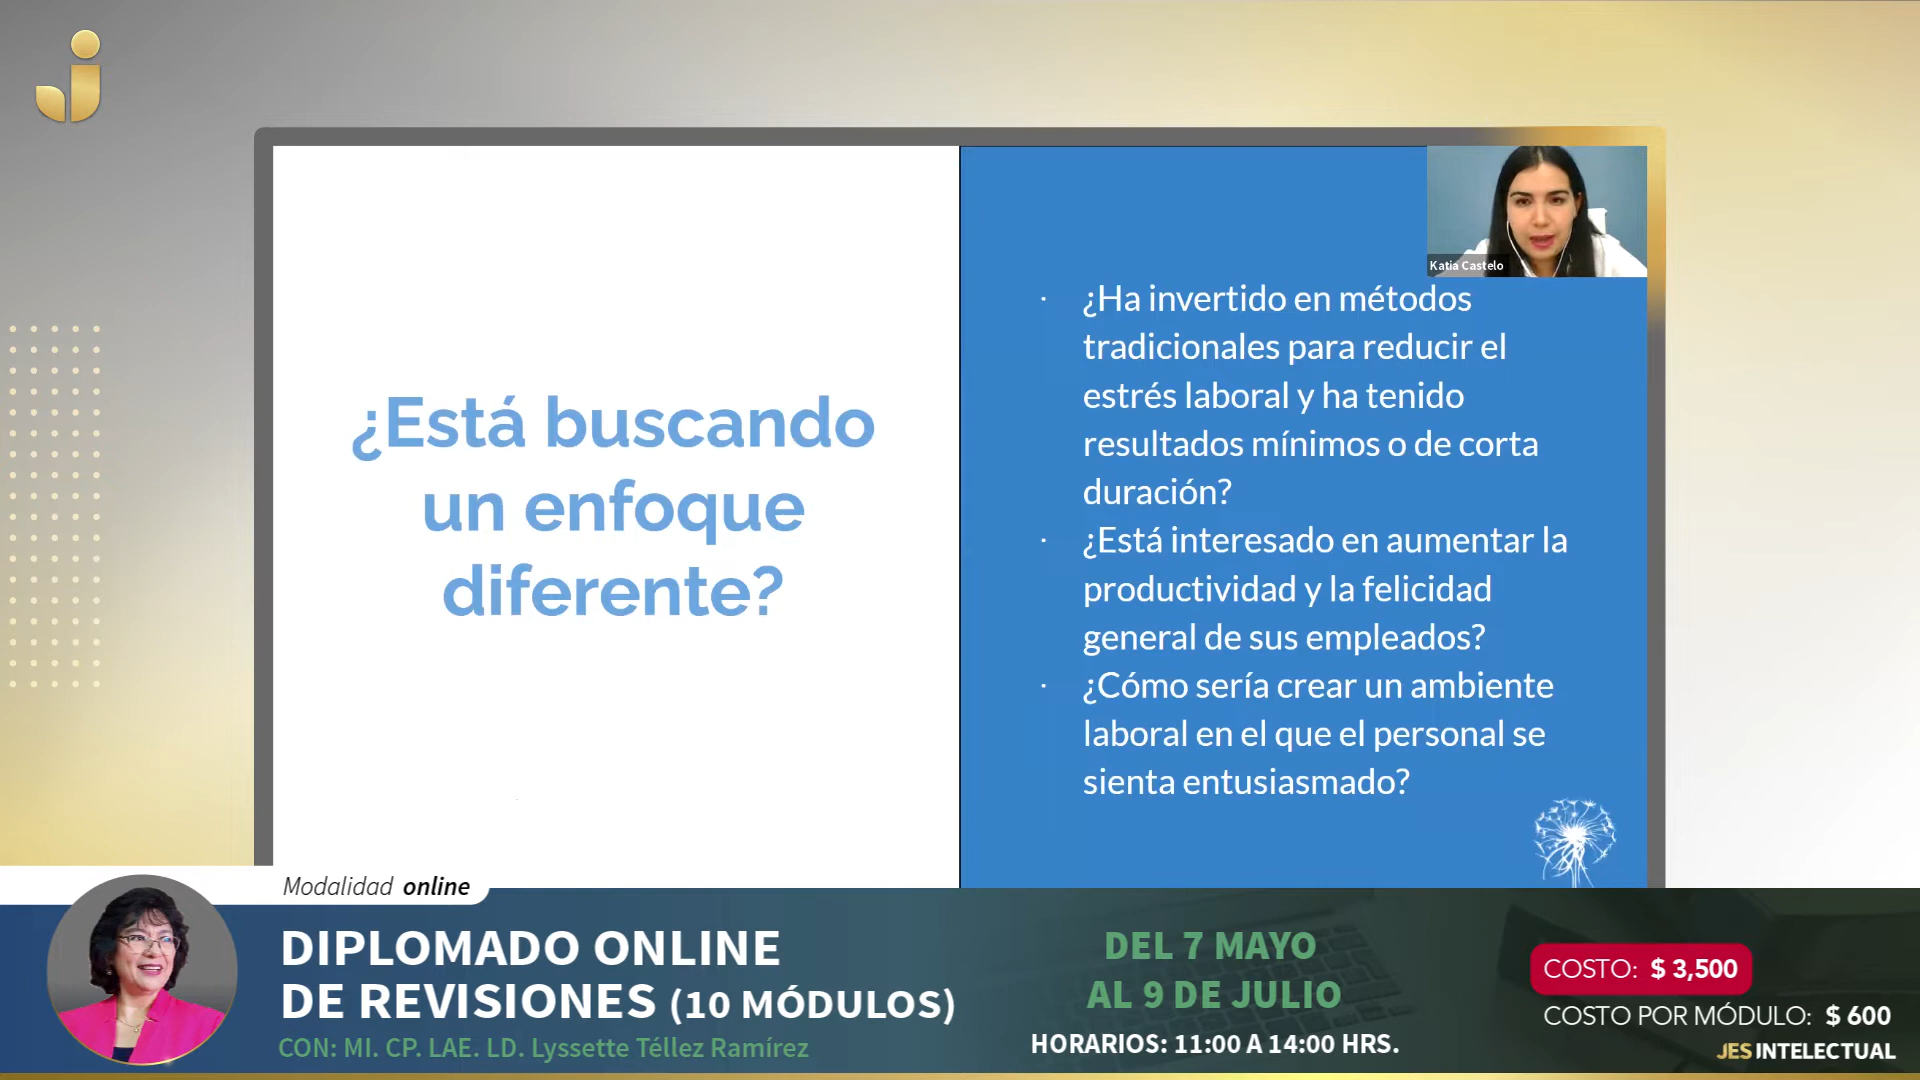 ¿Está buscando
un enfoque
diferente?
Katia Castelo
· ¿Ha invertido en métodos
tradicionales para reducir el
estrés laboral y ha tenido
resultados mínimos o de corta
duración?
· ¿Está interesado en aumentar la
productividad y la felicidad
general de sus empleados?
· ¿Cómo sería crear un ambiente
laboral en el que el personal se
sienta entusiasmado?
Modalidad online
DIPLOMADO ONLINE
DE REVISIONES (10 MÓDULOS)
CON: MI. CP. LAE. LD. Lyssette Téllez Ramírez
DEL 7 MAYO
AL 9 DE JULIO
HORARIOS: 11:00 A 14:00 HRS.
COSTO: $ 3,500
COSTO POR MÓDULO: $ 600
JES INTELECTUAL